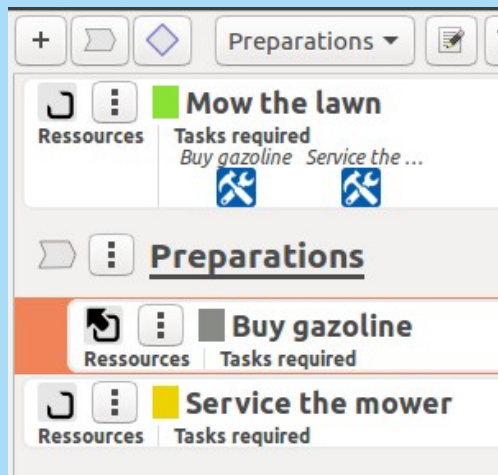 + Preparations
Mow the lawn
Ressources Tasks required
Buy gazoline Service the ...
Preparations
Buy gazoline
Ressources Tasks required
Service the mower
Ressources Tasks required